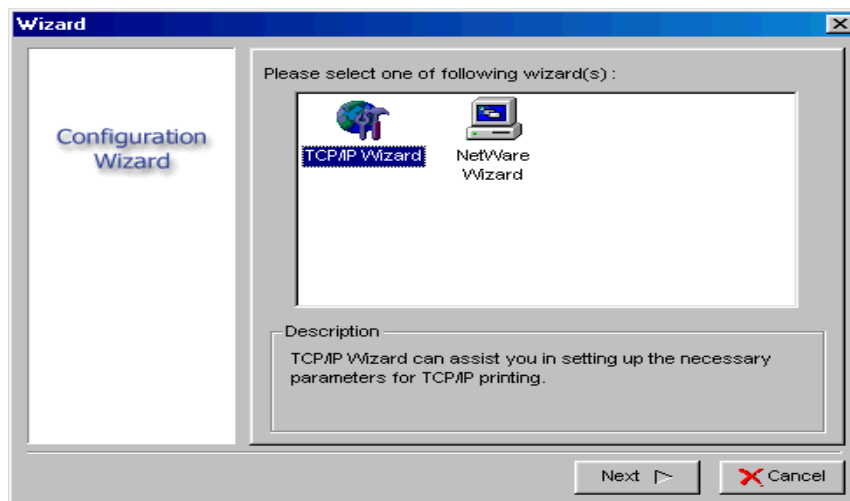 Wizard
Configuration
Wizard
Please select one of following wizard(s) :
TCP/IP Wizard
NetWare
Wizard
Description
TCP/IP Wizard can assist you in setting up the necessary
parameters for TCP/IP printing.
Next
Cancel